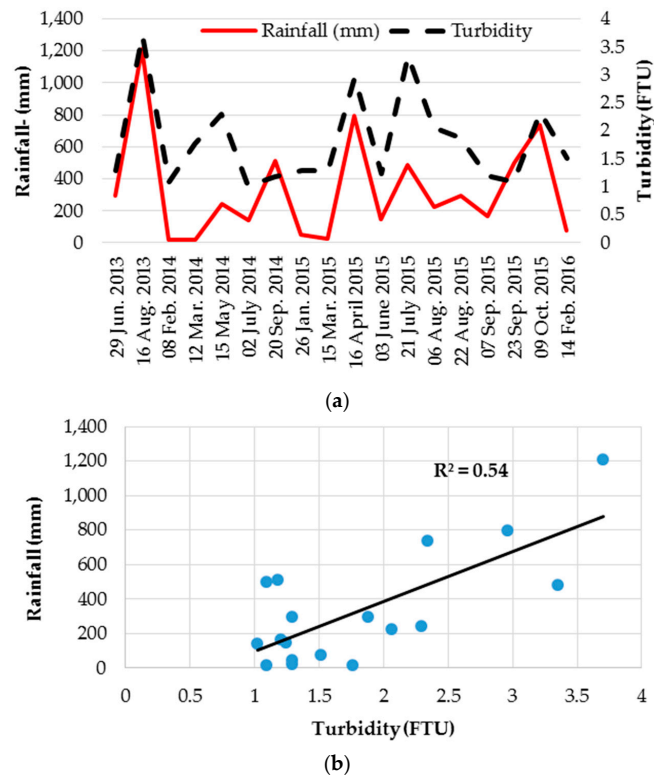 1,400
1,200
1,000
800
600
400
200
0
Rainfall- (mm)
Rainfall (mm) Turbidity
4
3.5
3
2.5
2
1.5
1
0.5
0
Turbidity (FTU)
29 Jun. 2013
16 Aug. 2013
08 Feb. 2014
12 Mar. 2014
15 May 2014
02 July 2014
20 Sep. 2014
26 Jan. 2015
15 Mar. 2015
16 April 2015
03 June 2015
21 July 2015
06 Aug. 2015
22 Aug. 2015
07 Sep. 2015
23 Sep. 2015
09 Oct. 2015
14 Feb. 2016
(a)
1,400
1,200
1,000
800
600
400
200
0
Rainfall (mm)
R² = 0.54
0 0.5 1 1.5 2 2.5 3 3.5 4
Turbidity (FTU)
(b)